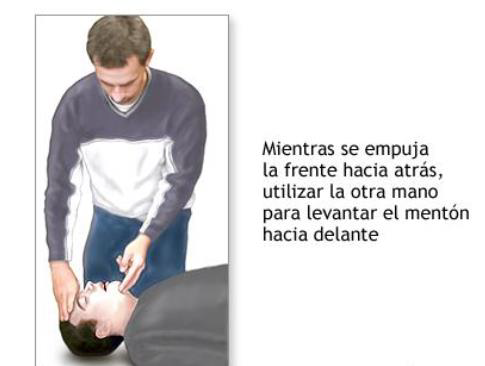 Mientras se empuja
la frente hacia atrás,
utilizar la otra mano
para levantar el mentón
hacia delante